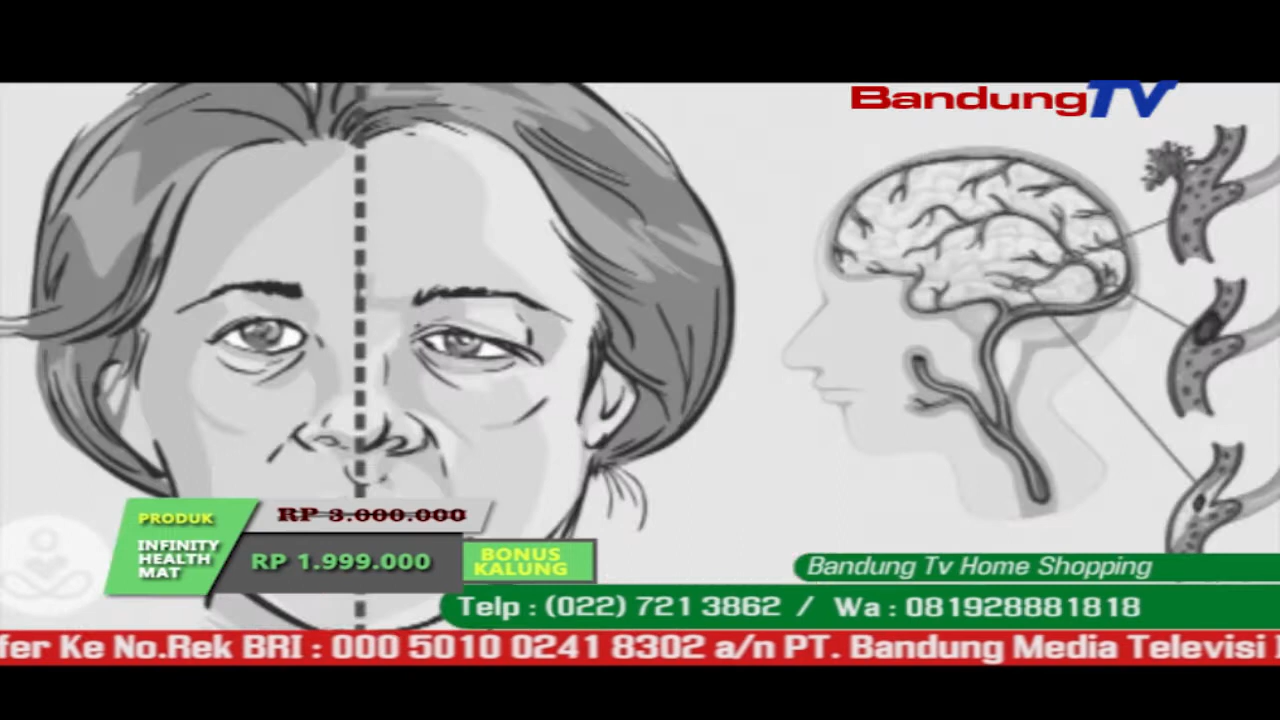 BandungTV
PRODUK
RP 3.000.000
INFINITY
HEALTH
MAT
RP 1.999.000
BONUS
KALUNG
Bandung Tv Home Shopping
Telp : (022) 721 3862 / Wa : 081928881818
fer Ke No.Rek BRI : 000 5010 0241 8302 a/n PT. Bandung Media Televisi